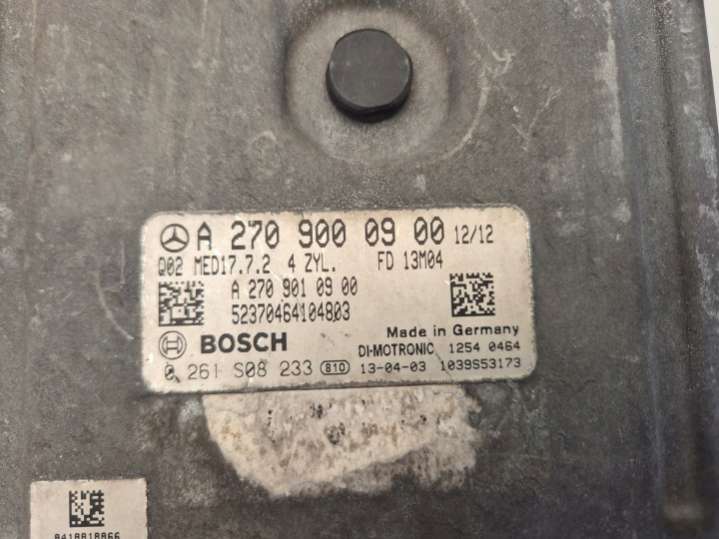 A 270 900 09 00 12/12
Q02 MED17.7.2 4 ZYL. FD 13M04
A 270 901 09 00
52370464104803
Made in Germany
BOSCH DI-MOTRONIC 1254 0464
0 261 S08 233 810 13-04-03 1039S53173
8418818866